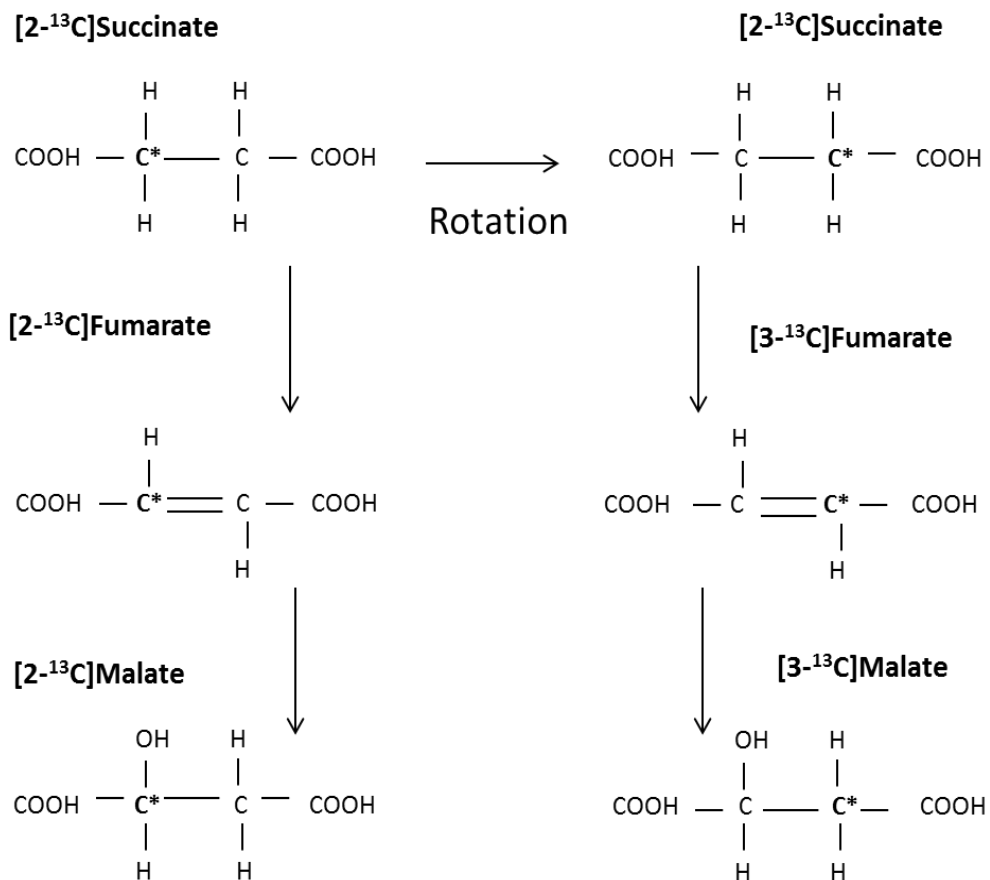 [2-¹³C]Succinate [2-¹³C]Succinate
H H H H
COOH C* C COOH COOH C C* COOH
H H H H
Rotation
[2-¹³C]Fumarate [3-¹³C]Fumarate
H H
COOH C* C COOH COOH C C* COOH
H H
[2-¹³C]Malate [3-¹³C]Malate
OH H OH H
COOH C* C COOH COOH C C* COOH
H H H H